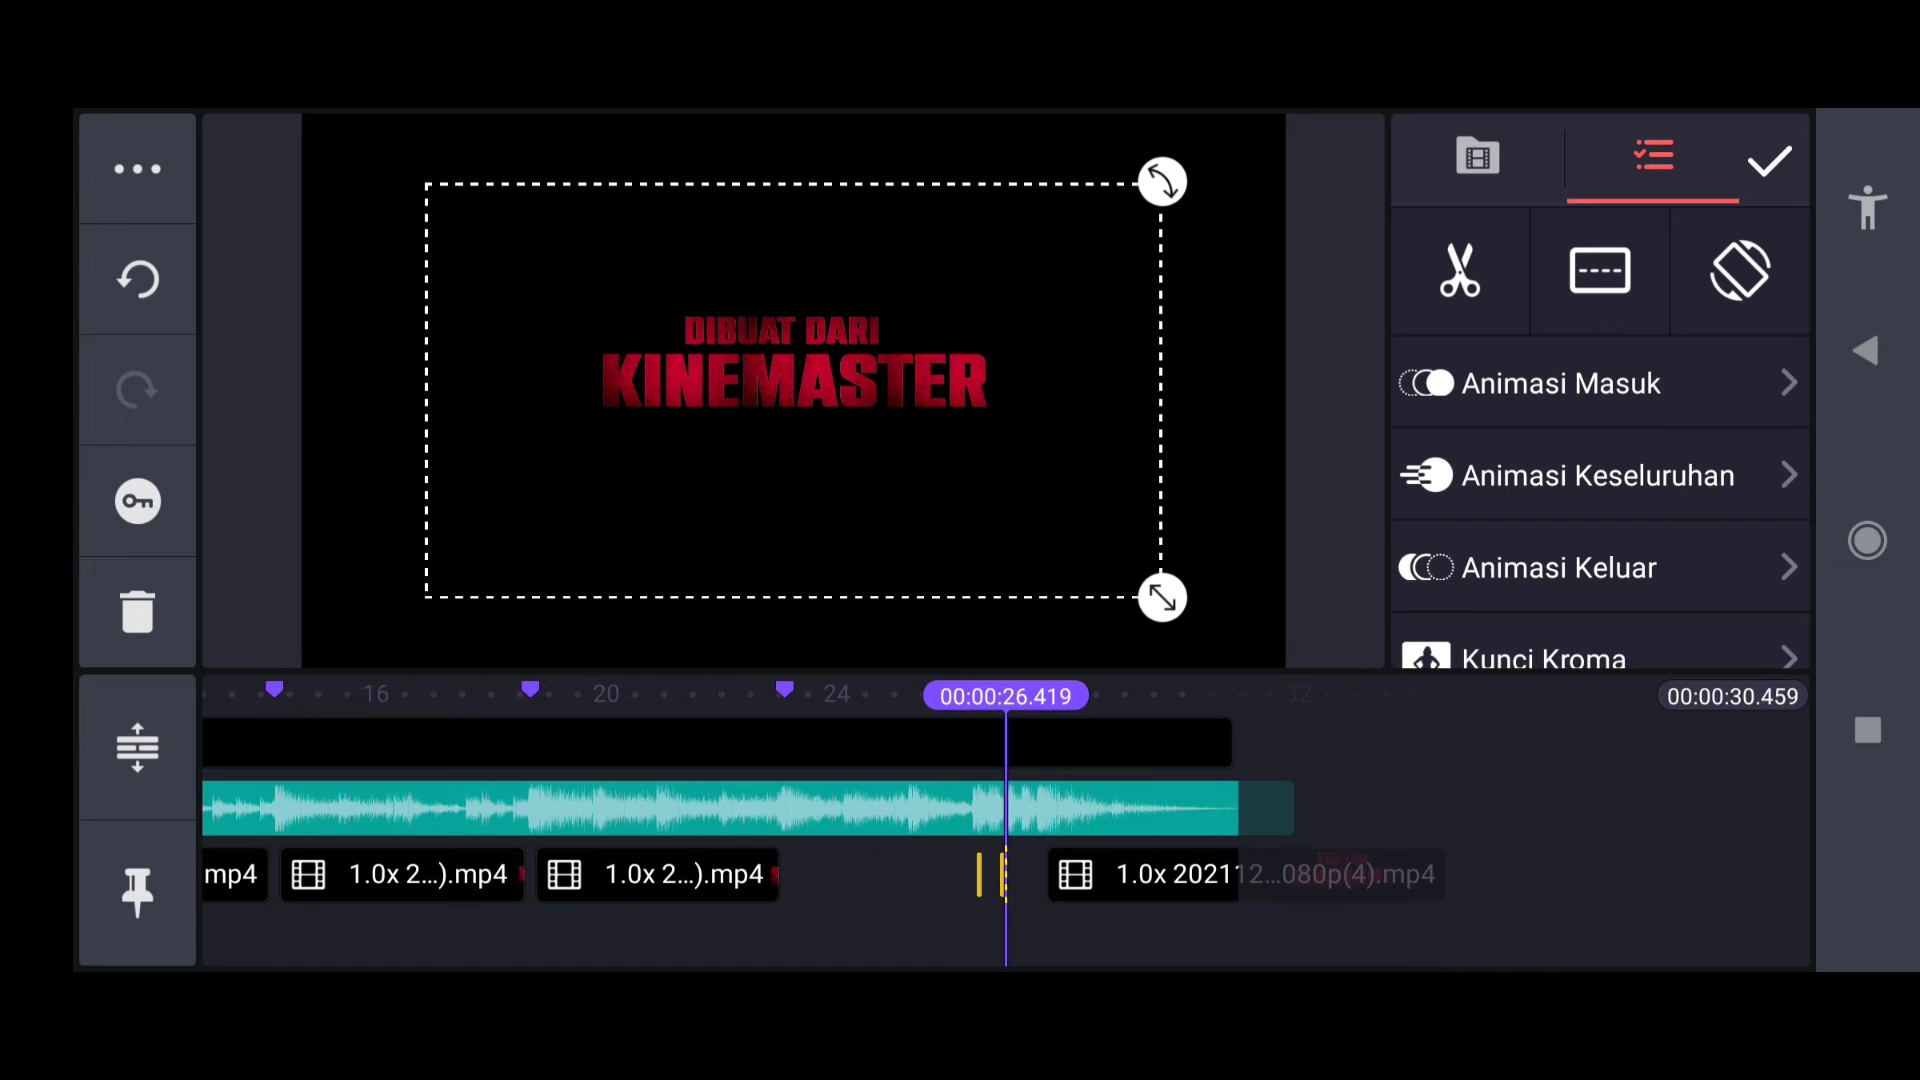 DIBUAT DARI
KINEMASTER
Animasi Masuk
Animasi Keseluruhan
Animasi Keluar
Kunci Kroma
16
20
24
00:00:26.419
32
00:00:30.459
mp4
1.0x 2...).mp4
1.0x 2...).mp4
1.0x 202112...080p(4).mp4